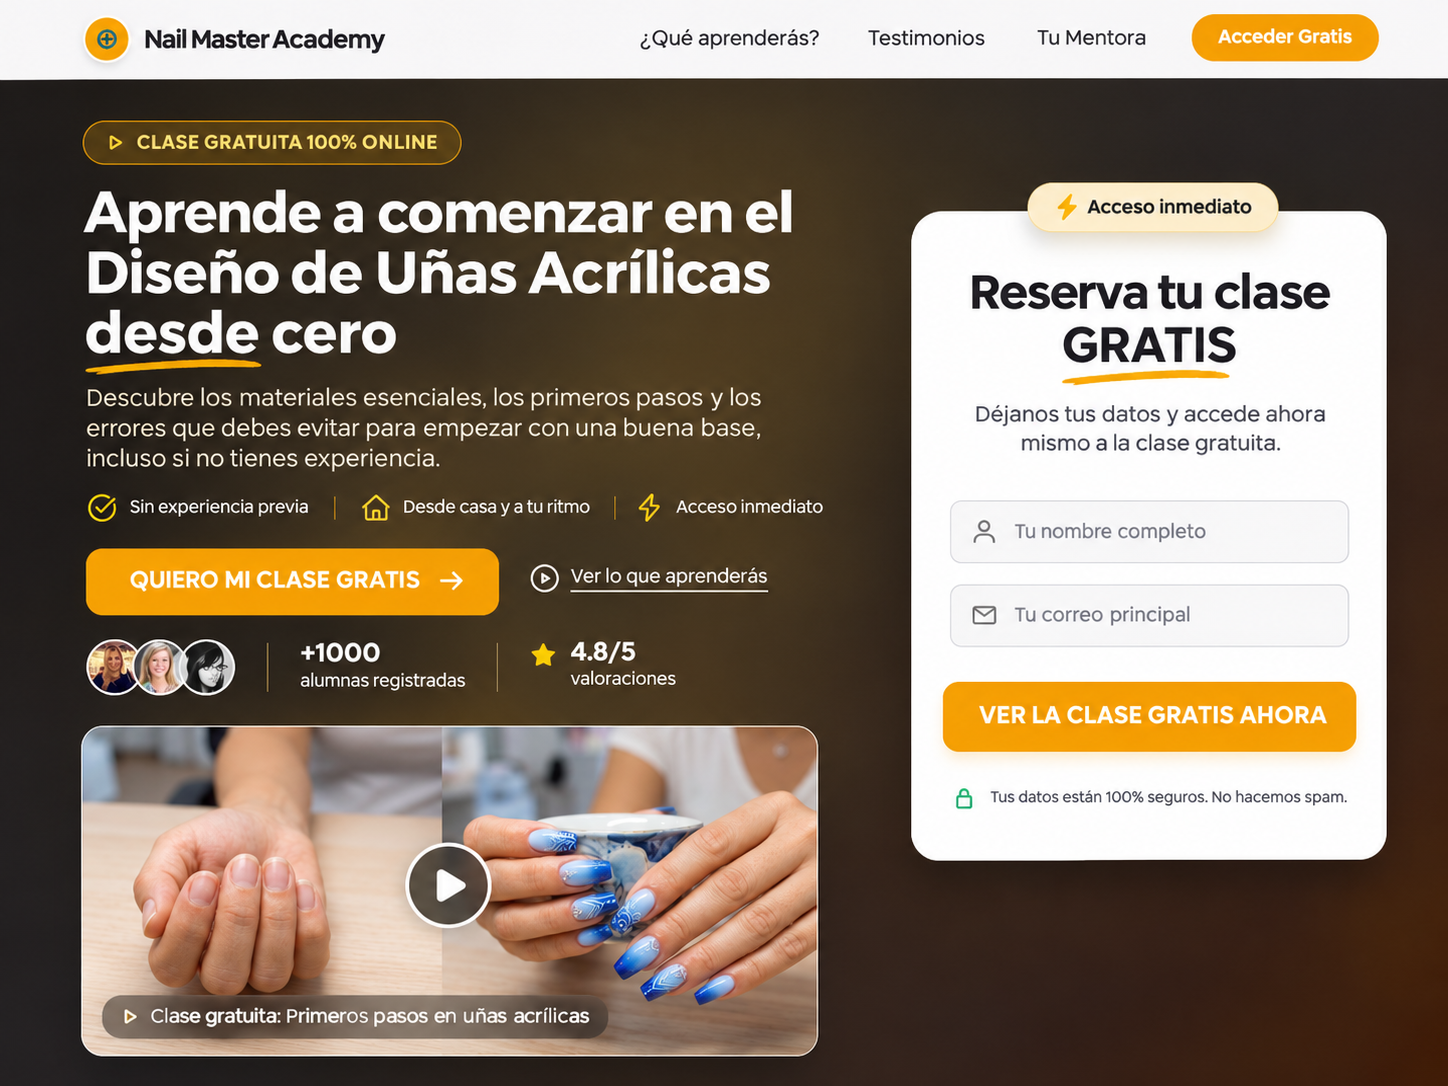 Nail Master Academy
¿Qué aprenderás?
Testimonios
Tu Mentora
Acceder Gratis
CLASE GRATUITA 100% ONLINE
Aprende a comenzar en el
Diseño de Uñas Acrílicas
desde cero
Descubre los materiales esenciales, los primeros pasos y los
errores que debes evitar para empezar con una buena base,
incluso si no tienes experiencia.
Sin experiencia previa
Desde casa y a tu ritmo
Acceso inmediato
QUIERO MI CLASE GRATIS →
Ver lo que aprenderás
+1000
alumnas registradas
4.8/5
valoraciones
Clase gratuita: Primeros pasos en uñas acrílicas
Acceso inmediato
Reserva tu clase
GRATIS
Déjanos tus datos y accede ahora
mismo a la clase gratuita.
Tu nombre completo
Tu correo principal
VER LA CLASE GRATIS AHORA
Tus datos están 100% seguros. No hacemos spam.